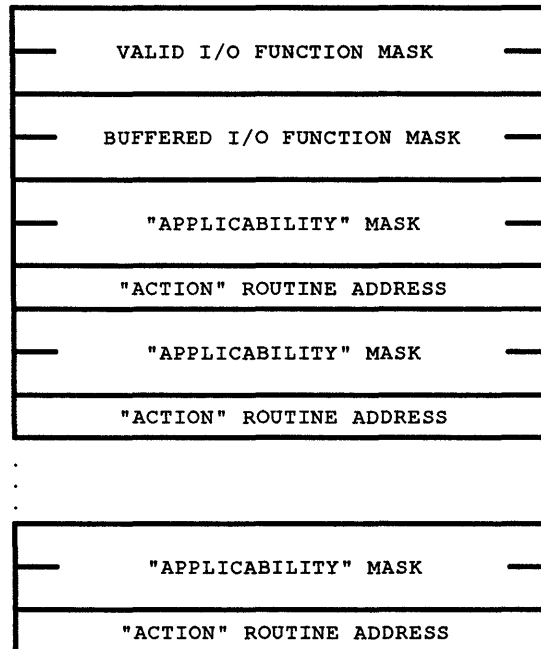 VALID I/O FUNCTION MASK
BUFFERED I/O FUNCTION MASK
"APPLICABILITY" MASK
"ACTION" ROUTINE ADDRESS
"APPLICABILITY" MASK
"ACTION" ROUTINE ADDRESS
.
.
.
"APPLICABILITY" MASK
"ACTION" ROUTINE ADDRESS